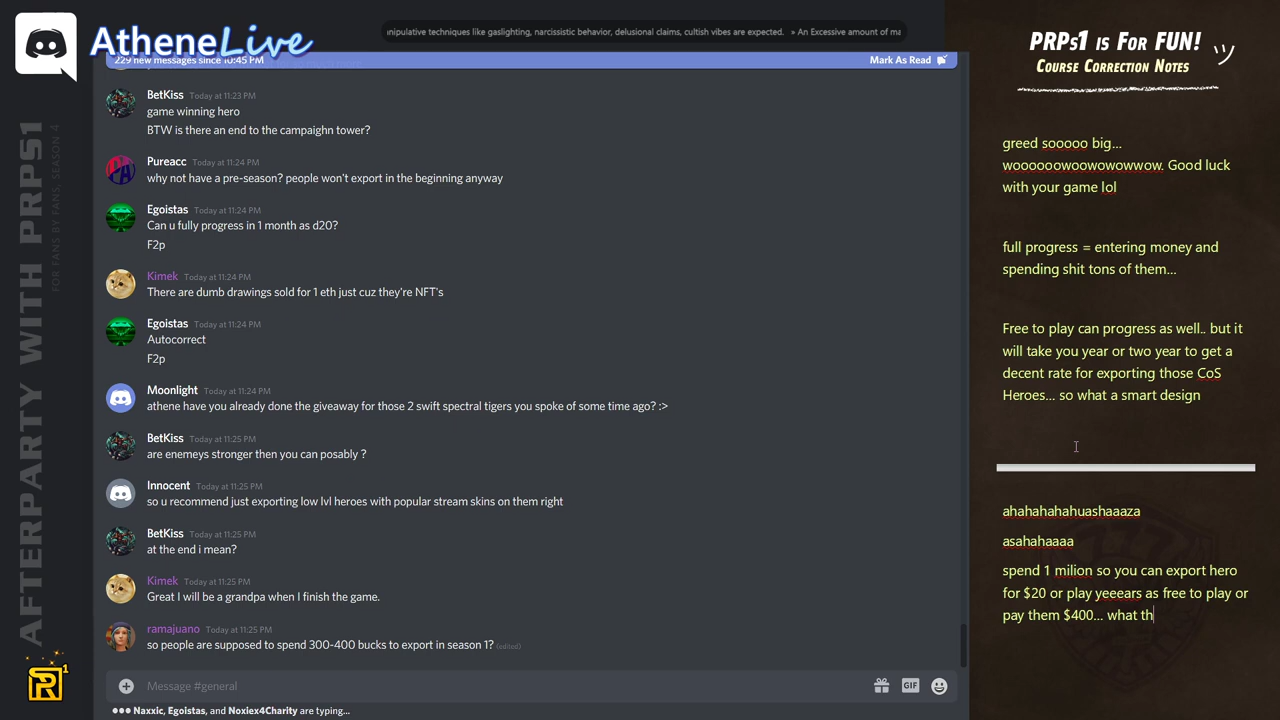 AtheneLive
nipulative techniques like gaslighting, narcissistic behavior, delusional claims, cultish vibes are expected. » An Excessive amount of ma
229 new messages since 10:45 PM
Mark As Read
BetKiss Today at 11:23 PM
game winning hero
BTW is there an end to the campaighn tower?
Pureacc Today at 11:24 PM
why not have a pre-season? people won't export in the beginning anyway
Egoistas Today at 11:24 PM
Can u fully progress in 1 month as d20?
F2p
Kimek Today at 11:24 PM
There are dumb drawings sold for 1 eth just cuz they're NFT's
Egoistas Today at 11:24 PM
Autocorrect
F2p
Moonlight Today at 11:24 PM
athene have you already done the giveaway for those 2 swift spectral tigers you spoke of some time ago? :>
BetKiss Today at 11:25 PM
are enemeys stronger then you can posably ?
Innocent Today at 11:25 PM
so u recommend just exporting low lvl heroes with popular stream skins on them right
BetKiss Today at 11:25 PM
at the end i mean?
Kimek Today at 11:25 PM
Great I will be a grandpa when I finish the game.
ramajuano Today at 11:25 PM
so people are supposed to spend 300-400 bucks to export in season 1? (edited)
Message #general
GIF
Naxxic, Egoistas, and Noxiex4Charity are typing...
AFTERPARTY WITH PRPS1
FOR FANS BY FANS, SEASON 4
R1
PRPs1 is For FUN!
Course Correction Notes
ツ
greed sooooo big...
woooooowoowowowwow. Good luck
with your game lol
full progress = entering money and
spending shit tons of them...
Free to play can progress as well.. but it
will take you year or two year to get a
decent rate for exporting those CoS
Heroes... so what a smart design
ahahahahahuashaaaza
asahahaaaa
spend 1 milion so you can export hero
for $20 or play yeeears as free to play or
pay them $400... what th